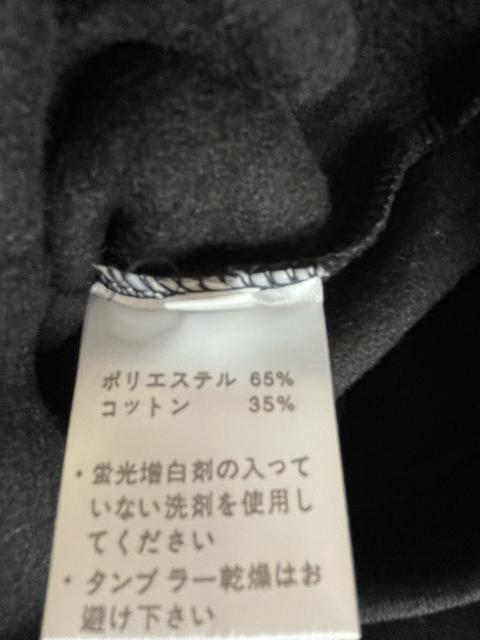 ポリエステル 65%
コットン 35%
・蛍光増白剤の入って
いない洗剤を使用し
てください
・タンブラー乾燥はお
避け下さい